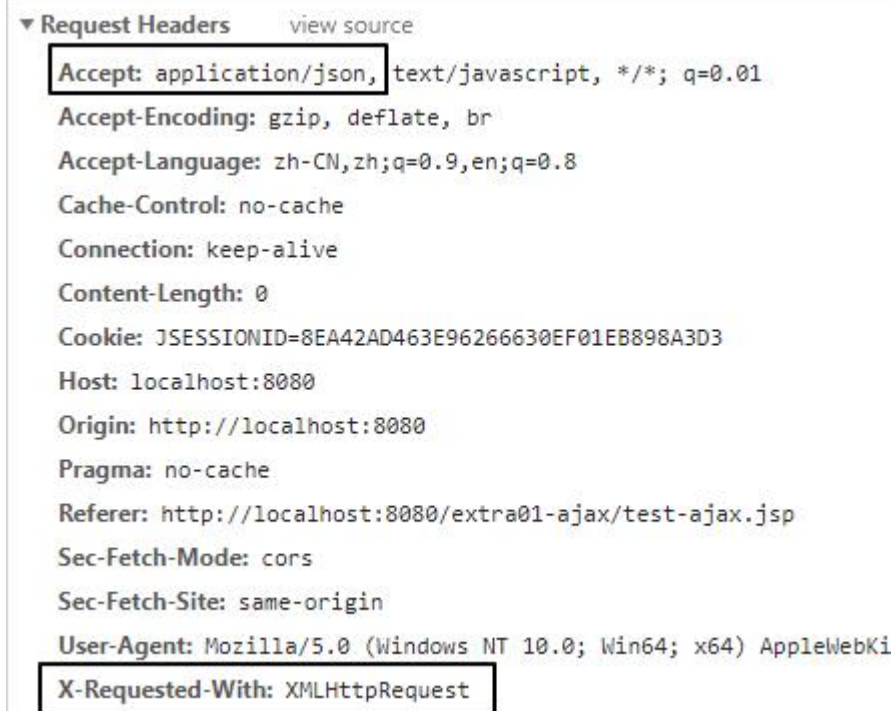 ▼ Request Headers view source
Accept: application/json, text/javascript, */*; q=0.01
Accept-Encoding: gzip, deflate, br
Accept-Language: zh-CN,zh;q=0.9,en;q=0.8
Cache-Control: no-cache
Connection: keep-alive
Content-Length: 0
Cookie: JSESSIONID=8EA42AD463E96266630EF01EB898A3D3
Host: localhost:8080
Origin: http://localhost:8080
Pragma: no-cache
Referer: http://localhost:8080/extra01-ajax/test-ajax.jsp
Sec-Fetch-Mode: cors
Sec-Fetch-Site: same-origin
User-Agent: Mozilla/5.0 (Windows NT 10.0; Win64; x64) AppleWebKi
X-Requested-With: XMLHttpRequest